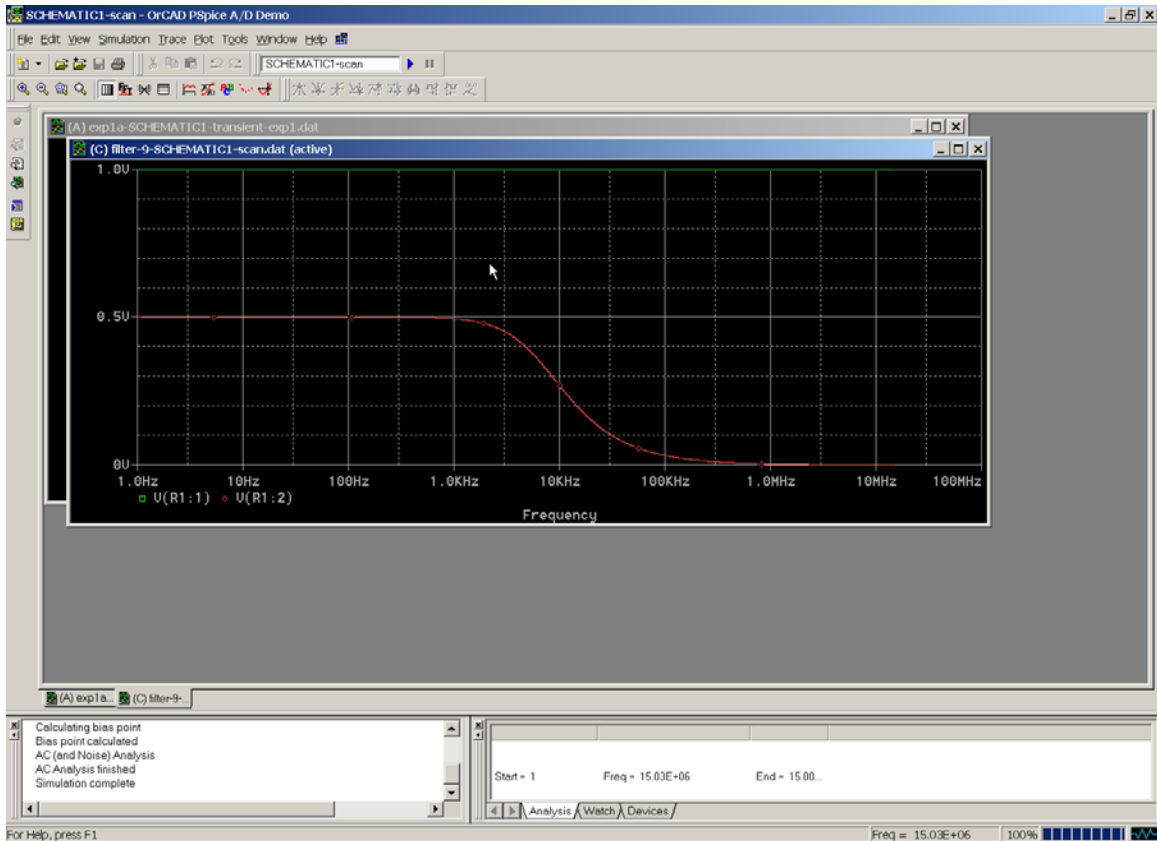 SCHEMATIC1-scan - OrCAD PSpice A/D Demo
File Edit View Simulation Trace Plot Tools Window Help
SCHEMATIC1-scan
(A) exp1a-SCHEMATIC1-transient-exp1.dat
(C) filter-9-SCHEMATIC1-scan.dat (active)
1.0V
0.5V
0V
1.0Hz 10Hz 100Hz 1.0KHz 10KHz 100KHz 1.0MHz 10MHz 100MHz
V(R1:1) V(R1:2)
Frequency
(A) exp1a... (C) filter-9-...
Calculating bias point
Bias point calculated
AC (and Noise) Analysis
AC Analysis finished
Simulation complete
Start = 1 Freq = 15.03E+06 End = 15.00...
Analysis Watch Devices
For Help, press F1 Freq = 15.03E+06 100%